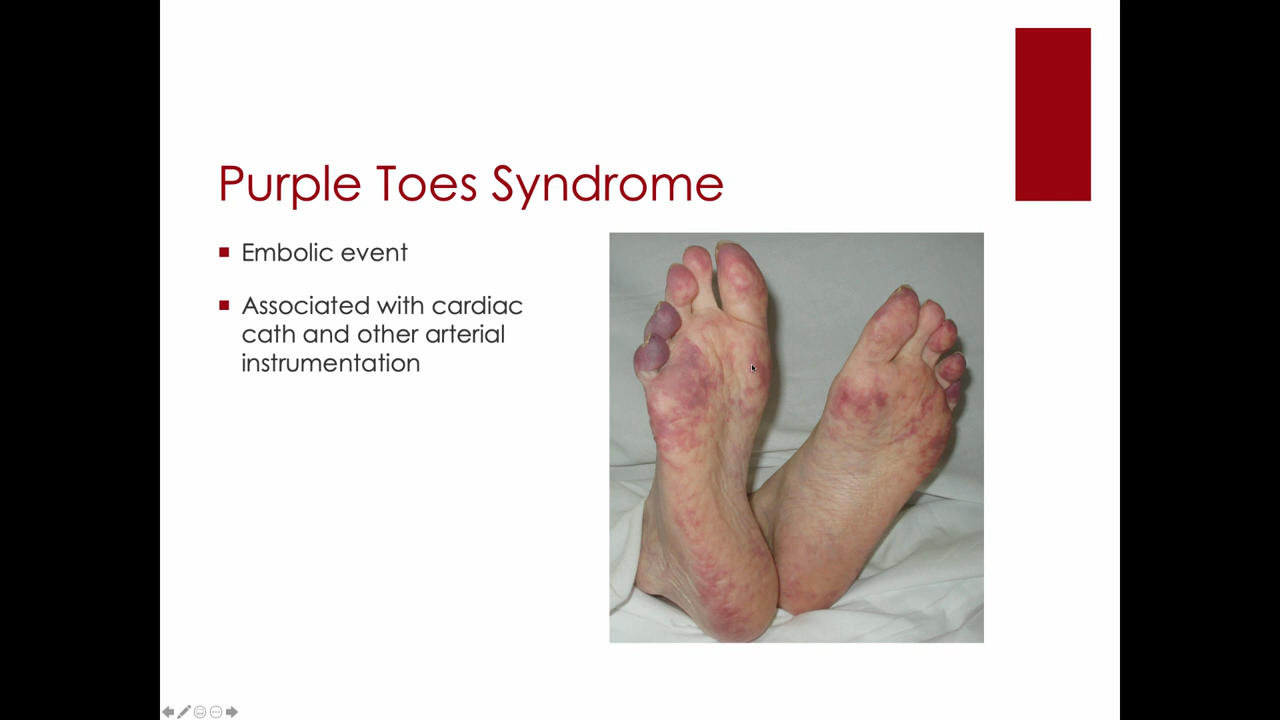 Purple Toes Syndrome
Embolic event
Associated with cardiac
cath and other arterial
instrumentation